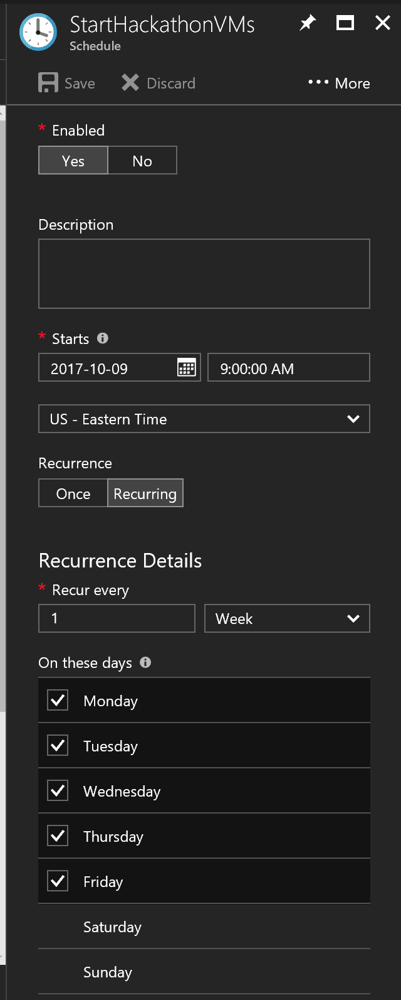 StartHackathonVMs
Schedule
Save Discard ••• More
* Enabled
Yes No
Description
* Starts
2017-10-09 9:00:00 AM
US - Eastern Time
Recurrence
Once Recurring
Recurrence Details
* Recur every
1 Week
On these days
Monday
Tuesday
Wednesday
Thursday
Friday
Saturday
Sunday